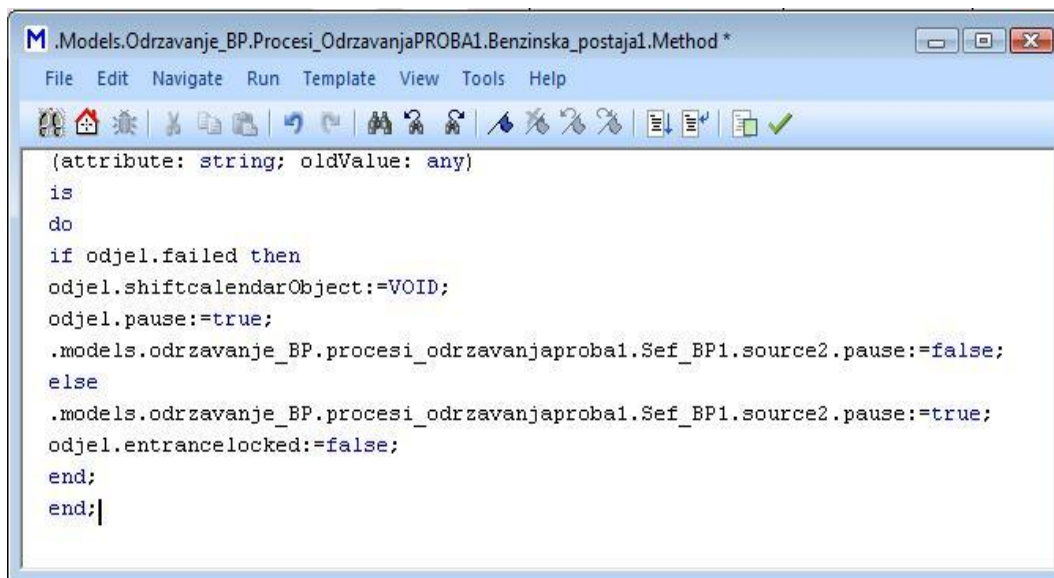 M .Models.Odrzavanje_BP.Procesi_OdrzavanjaPROBA1.Benzinska_postaja1.Method *
File Edit Navigate Run Template View Tools Help
(attribute: string; oldValue: any)
is
do
if odjel.failed then
odjel.shiftcalendarObject:=VOID;
odjel.pause:=true;
.models.odrzavanje_BP.procesi_odrzavanjaproba1.Sef_BP1.source2.pause:=false;
else
.models.odrzavanje_BP.procesi_odrzavanjaproba1.Sef_BP1.source2.pause:=true;
odjel.entrancelocked:=false;
end;
end;